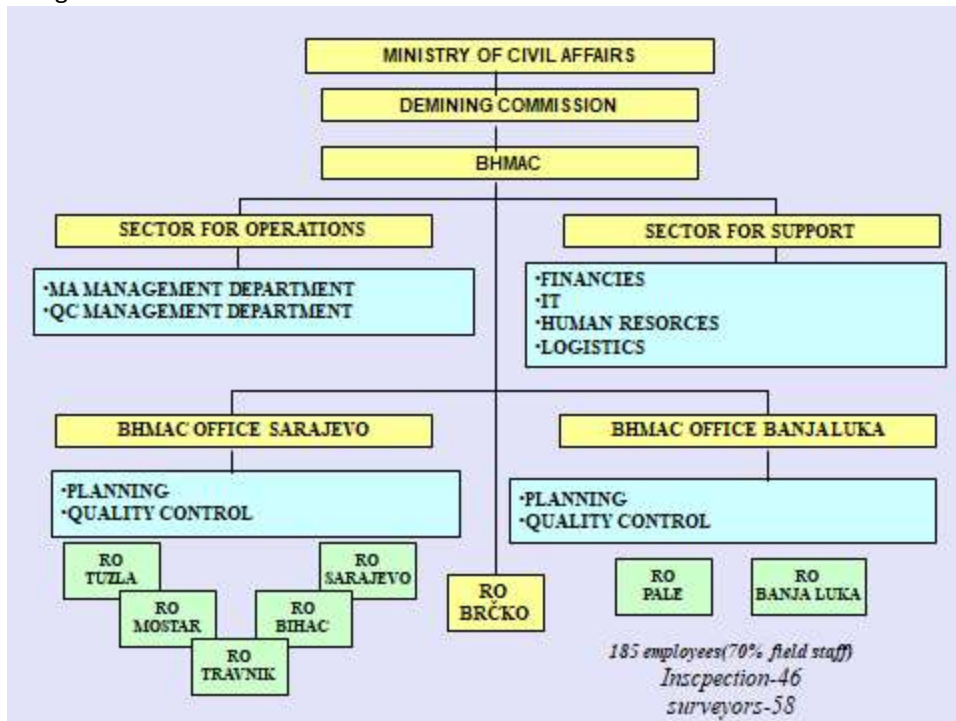 MINISTRY OF CIVIL AFFAIRS
DEMINING COMMISSION
BHMAC
SECTOR FOR OPERATIONS
SECTOR FOR SUPPORT
·MA MANAGEMENT DEPARTMENT
·QC MANAGEMENT DEPARTMENT
·FINANCIES
·IT
·HUMAN RESORCES
·LOGISTICS
BHMAC OFFICE SARAJEVO
BHMAC OFFICE BANJALUKA
·PLANNING
·QUALITY CONTROL
·PLANNING
·QUALITY CONTROL
RO
TUZLA
RO
SARAJEVO
RO
MOSTAR
RO
BIHAC
RO
TRAVNIK
RO
BRČKO
RO
PALE
RO
BANJA LUKA
185 employees(70% field staff)
Inscpection-46
surveyors-58